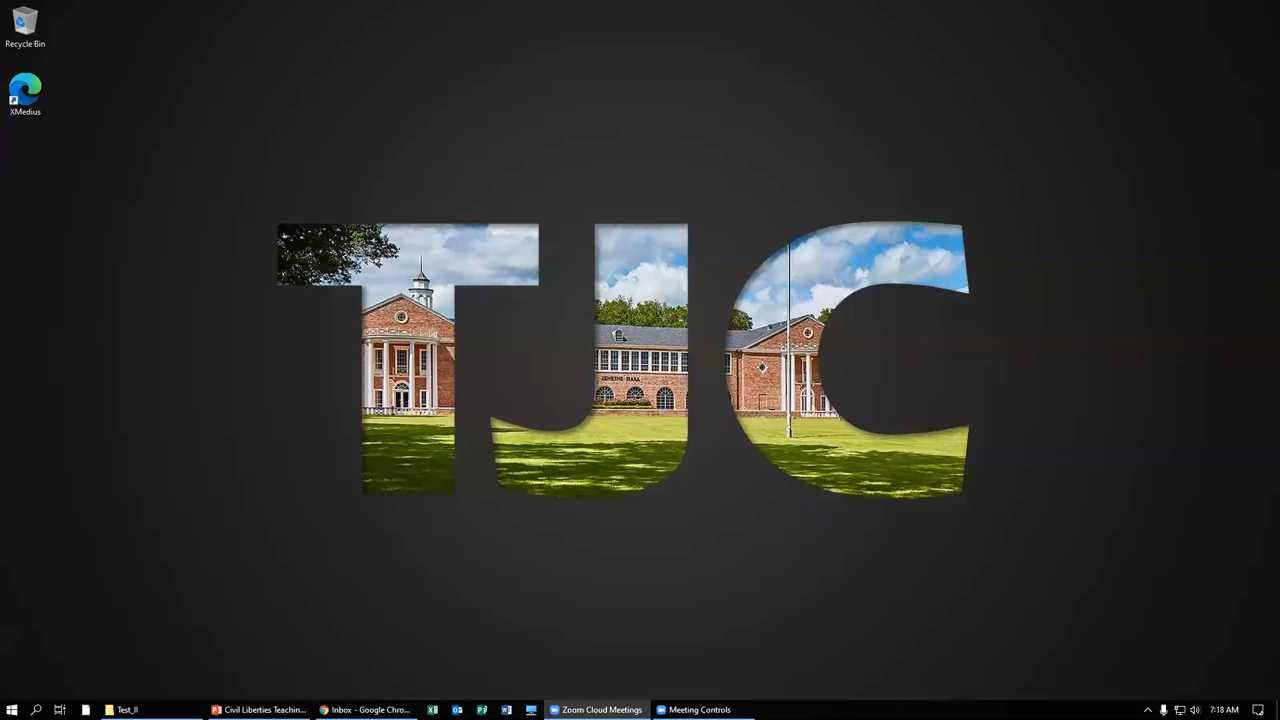 Recycle Bin
XMedius
TJC
JENKINS HALL
Test_II
Civil Liberties Teachin...
Inbox - Google Chro...
Zoom Cloud Meetings
Meeting Controls
7:18 AM